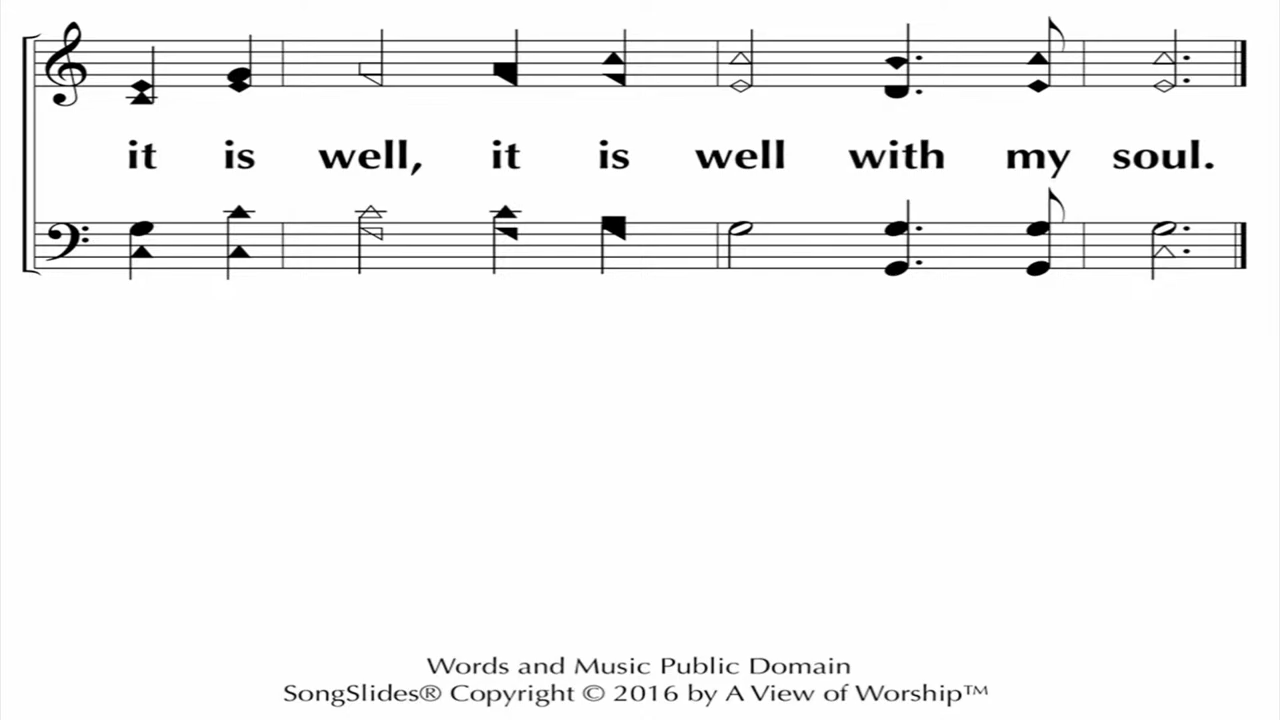 it is well, it is well with my soul.
Words and Music Public Domain
SongSlides® Copyright © 2016 by A View of Worship™